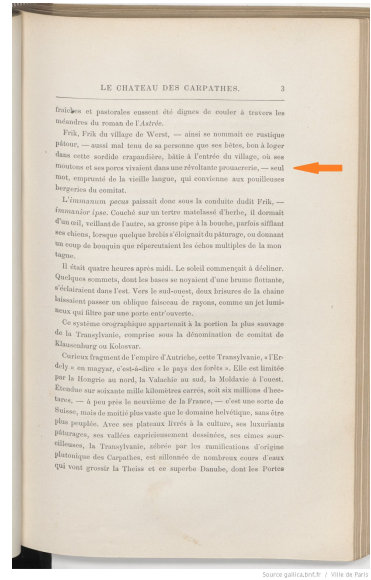 LE CHATEAU DES CARPATHES. 3
fraîches et pastorales eussent été dignes de couler à travers les
méandres du roman de l'Astrée.
Frik, Frik du village de Werst, — ainsi se nommait ce rustique
pâtour, — aussi mal tenu de sa personne que ses bêtes, bon à loger
dans cette sordide crapaudière, bâtie à l'entrée du village, où ses
moutons et ses porcs vivaient dans une révoltante prouacrerie, — seul
mot, emprunté de la vieille langue, qui convienne aux pouilleuses
bergeries du comitat.
L'immanum pecus paissait donc sous la conduite dudit Frik, —
immanior ipse. Couché sur un tertre matelassé d'herbe, il dormait
d'un œil, veillant de l'autre, sa grosse pipe à la bouche, parfois sifflant
ses chiens, lorsque quelque brebis s'éloignait du pâturage, ou donnant
un coup de bouquin que répercutaient les échos multiples de la mon
tagne.
Il était quatre heures après midi. Le soleil commençait à décliner.
Quelques sommets, dont les bases se noyaient d'une brume flottante,
s'éclairaient dans l'est. Vers le sud-ouest, deux brisures de la chaîne
laissaient passer un oblique faisceau de rayons, comme un jet lumi-
neux qui filtre par une porte entr'ouverte.
Ce système orographique appartenait à la portion la plus sauvage
de la Transylvanie, comprise sous la dénomination de comitat de
Klausenburg ou Kolosvar.
Curieux fragment de l'empire d'Autriche, cette Transylvanie, « l'Er-
dely » en magyar, c'est-à-dire « le pays des forêts ». Elle est limitée
par la Hongrie au nord, la Valachie au sud, la Moldavie à l'ouest.
Étendue sur soixante mille kilomètres carrés, soit six millions d'hec-
tares, — à peu près le neuvième de la France, — c'est une sorte de
Suisse, mais de moitié plus vaste que le domaine helvétique, sans être
plus peuplée. Avec ses plateaux livrés à la culture, ses luxuriants
pâturages, ses vallées capricieusement dessinées, ses cimes sour-
cilleuses, la Transylvanie, zébrée par les ramifications d'origine
plutonique des Carpathes, est sillonnée de nombreux cours d'eaux
qui vont grossir la Theiss et ce superbe Danube, dont les Portes
Source gallica.bnf.fr / Ville de Paris